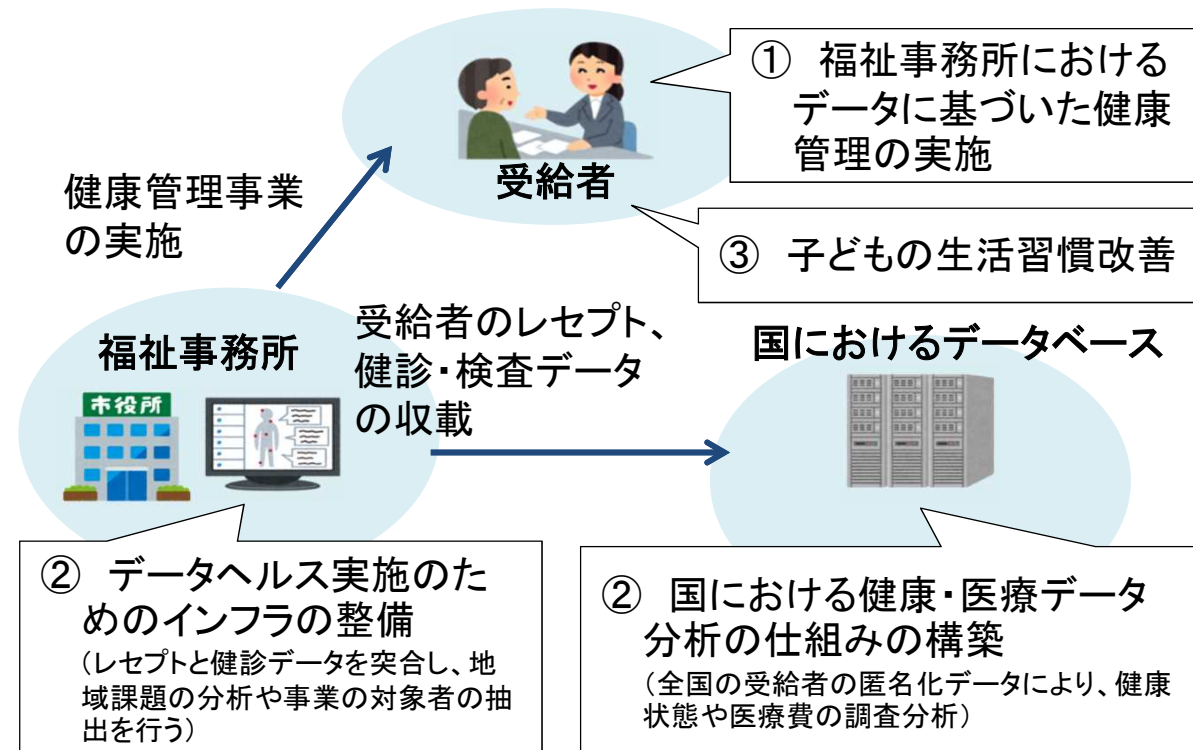 ① 福祉事務所における
データに基づいた健康
管理の実施
受給者
健康管理事業
の実施
③ 子どもの生活習慣改善
福祉事務所
市役所
受給者のレセプト、
健診・検査データ
の収載
国におけるデータベース
② データヘルス実施のた
めのインフラの整備
（レセプトと健診データを突合し、地
域課題の分析や事業の対象者の抽
出を行う）
② 国における健康・医療データ
分析の仕組みの構築
（全国の受給者の匿名化データにより、健康
状態や医療費の調査分析）